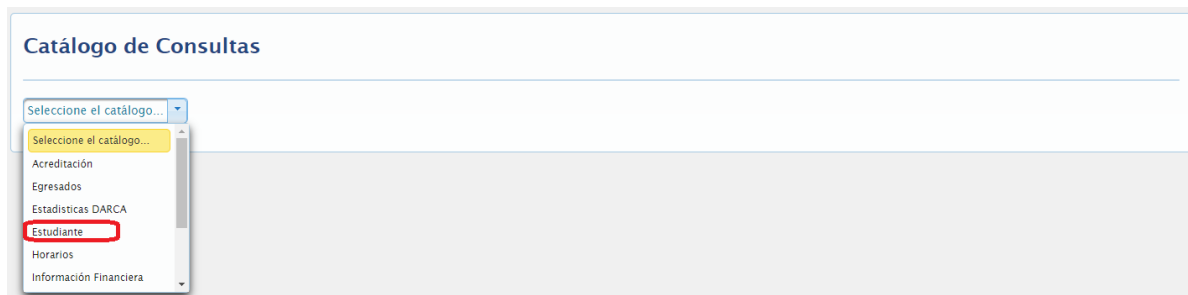 Catálogo de Consultas
Seleccione el catálogo...
Seleccione el catálogo...
Acreditación
Egresados
Estadisticas DARCA
Estudiante
Horarios
Información Financiera